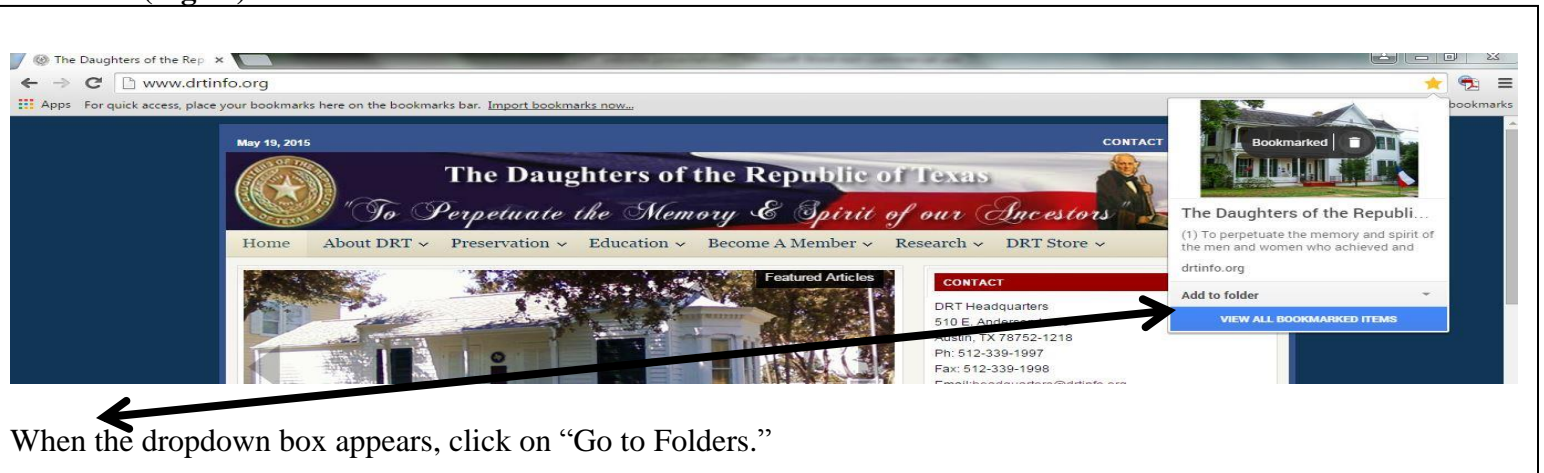 The Daughters of the Rep ×
www.drtinfo.org
Apps For quick access, place your bookmarks here on the bookmarks bar. Import bookmarks now...
bookmarks
May 19, 2015
CONTACT
The Daughters of the Republic of Texas
"To Perpetuate the Memory & Spirit of our Ancestors"
Home About DRT Preservation Education Become A Member Research DRT Store
Featured Articles
CONTACT
DRT Headquarters
510 E.
Austin, TX 78752-1218
Ph: 512-339-1997
Fax: 512-339-1998
Bookmarked
The Daughters of the Republi...
(1) To perpetuate the memory and spirit of
the men and women who achieved and
drtinfo.org
Add to folder
VIEW ALL BOOKMARKED ITEMS
When the dropdown box appears, click on “Go to Folders.”